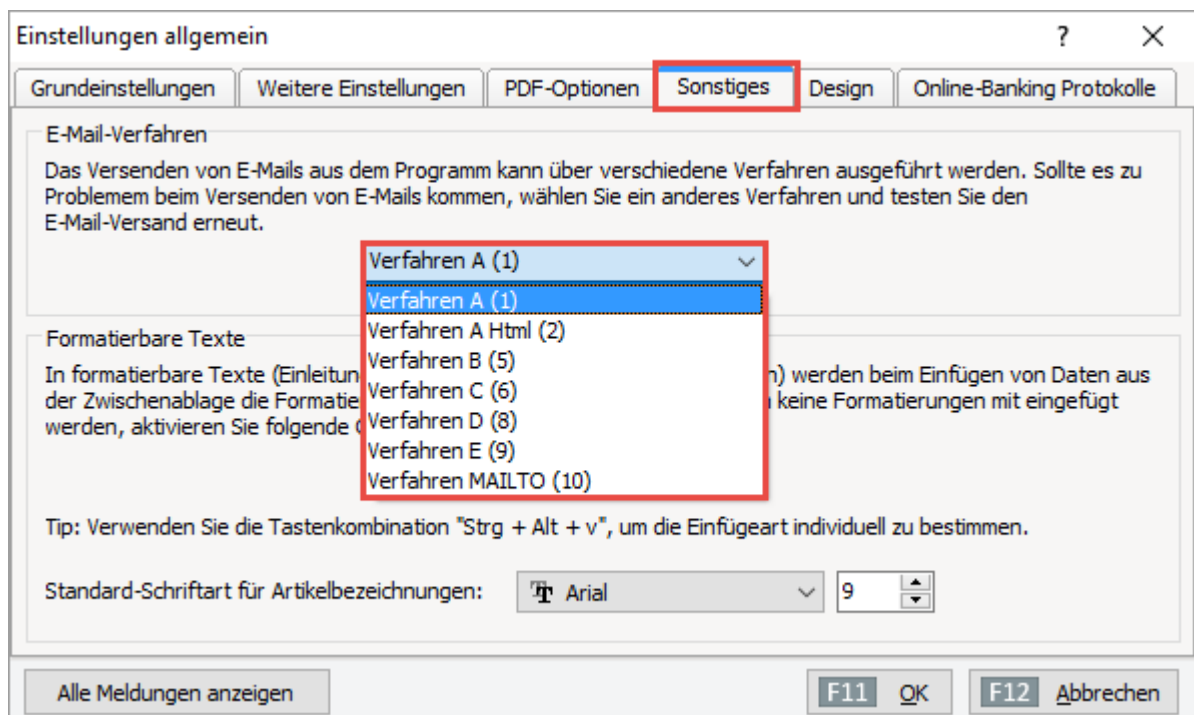 Einstellungen allgemein ?
Grundeinstellungen Weitere Einstellungen PDF-Optionen Sonstiges Design Online-Banking Protokolle
E-Mail-Verfahren
Das Versenden von E-Mails aus dem Programm kann über verschiedene Verfahren ausgeführt werden. Sollte es zu
Problemem beim Versenden von E-Mails kommen, wählen Sie ein anderes Verfahren und testen Sie den
E-Mail-Versand erneut.
Verfahren A (1)
Verfahren A (1)
Verfahren A Html (2)
Verfahren B (5)
Verfahren C (6)
Verfahren D (8)
Verfahren E (9)
Verfahren MAILTO (10)
Formatierbare Texte
In formatierbare Texte (Einleitun n) werden beim Einfügen von Daten aus
der Zwischenablage die Formatie keine Formatierungen mit eingefügt
werden, aktivieren Sie folgende
Tip: Verwenden Sie die Tastenkombination "Strg + Alt + v", um die Einfügeart individuell zu bestimmen.
Standard-Schriftart für Artikelbezeichnungen: Arial 9
Alle Meldungen anzeigen F11 OK F12 Abbrechen